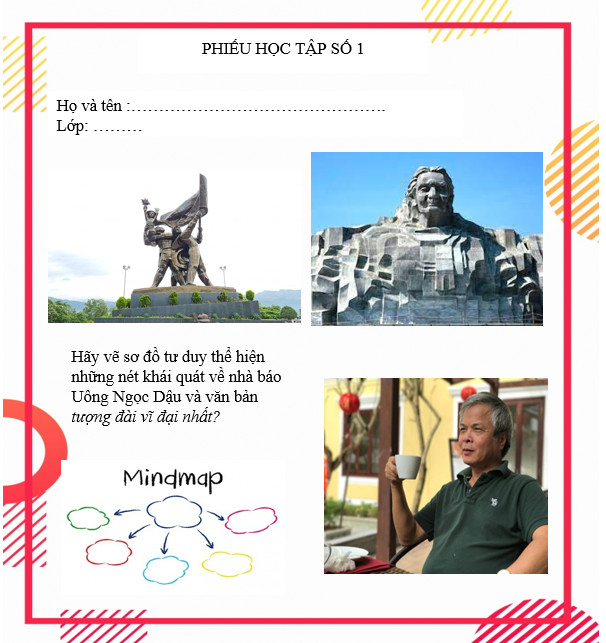 PHIẾU HỌC TẬP SỐ 1
Họ và tên :…………………………………………….
Lớp: ………
Hãy vẽ sơ đồ tư duy thể hiện
những nét khái quát về nhà báo
Uông Ngọc Dậu và văn bản
tượng đài vĩ đại nhất?
Mindmap